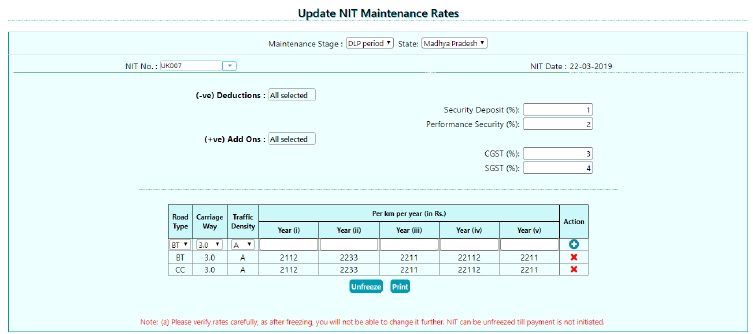 Update NIT Maintenance Rates
Maintenance Stage : DLP period State: Madhya Pradesh
NIT No. : UK007 NIT Date : 22-03-2019
(-ve) Deductions : All selected
Security Deposit (%): 1
Performance Security (%): 2
(+ve) Add Ons : All selected
CGST (%): 3
SGST (%): 4
Road Type Carriage Way Traffic Density Per km per year (in Rs.) Action
Year (i) Year (ii) Year (iii) Year (iv) Year (v)
BT 3.0 A
BT 3.0 A 2112 2233 2211 22112 2211
CC 3.0 A 2112 2233 2211 22112 2211
Unfreeze Print
Note: (a) Please verify rates carefully, as after freezing, you will not be able to change it further. NIT can be unfreezed till payment is not initiated.